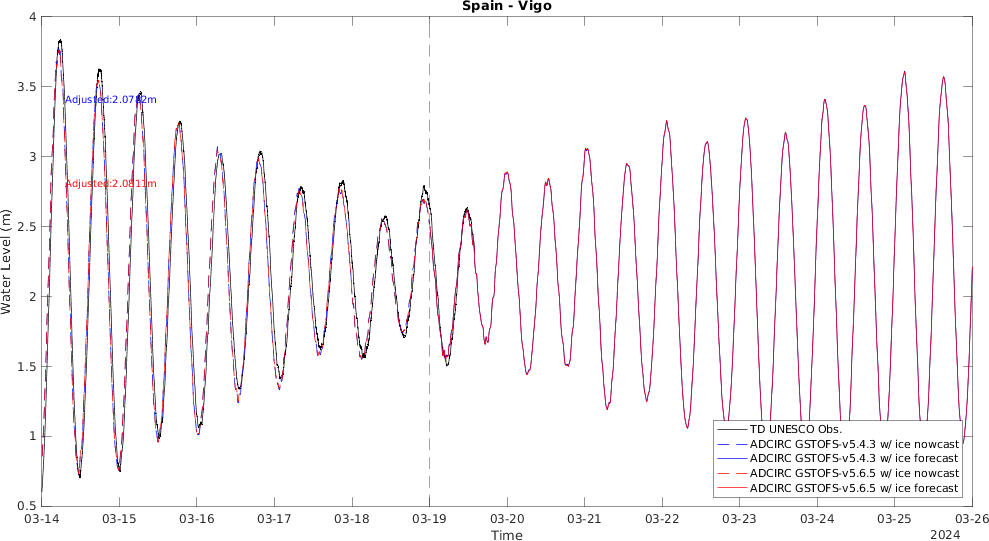 Spain - Vigo
4
3.5
3
2.5
2
1.5
1
0.5
Water Level (m)
Adjusted:2.0782m
Adjusted:2.0811m
TD UNESCO Obs.
ADCIRC GSTOFS-v5.4.3 w/ ice nowcast
ADCIRC GSTOFS-v5.4.3 w/ ice forecast
ADCIRC GSTOFS-v5.6.5 w/ ice nowcast
ADCIRC GSTOFS-v5.6.5 w/ ice forecast
03-14 03-15 03-16 03-17 03-18 03-19 03-20 03-21 03-22 03-23 03-24 03-25 03-26
Time
2024